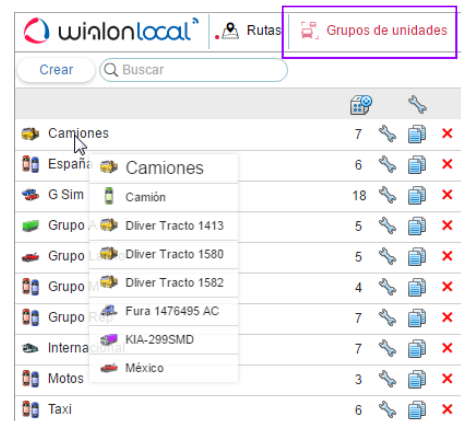 wialon local
Rutas
Grupos de unidades
Crear
Buscar
Camiones 7
España 6
G Sim 18
Grupo 5
Grupo 5
Grupo 4
Grupo 7
Internacional 7
Motos 3
Taxi 6
Camiones
Camión
Dliver Tracto 1413
Dliver Tracto 1580
Dliver Tracto 1582
Fura 1476495 AC
KIA-299SMD
México